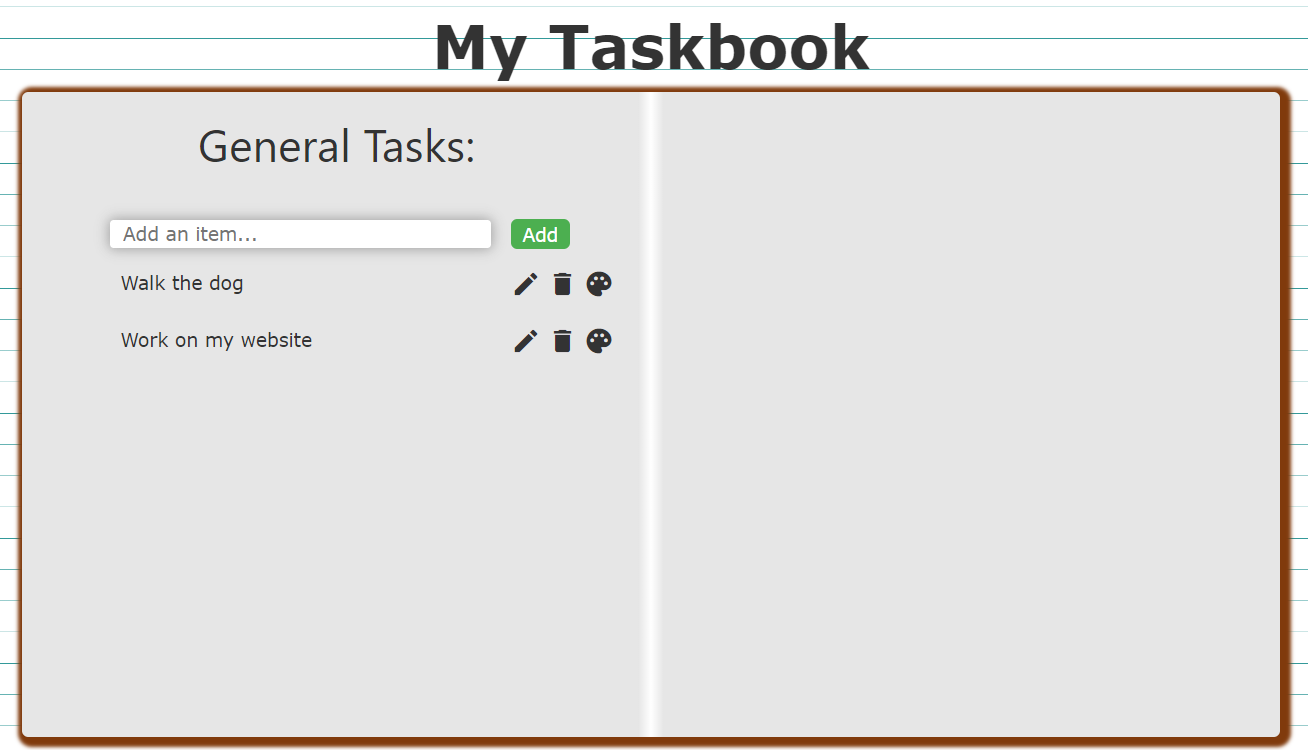 My Taskbook
General Tasks:
Add an item...
Add
Walk the dog
Work on my website